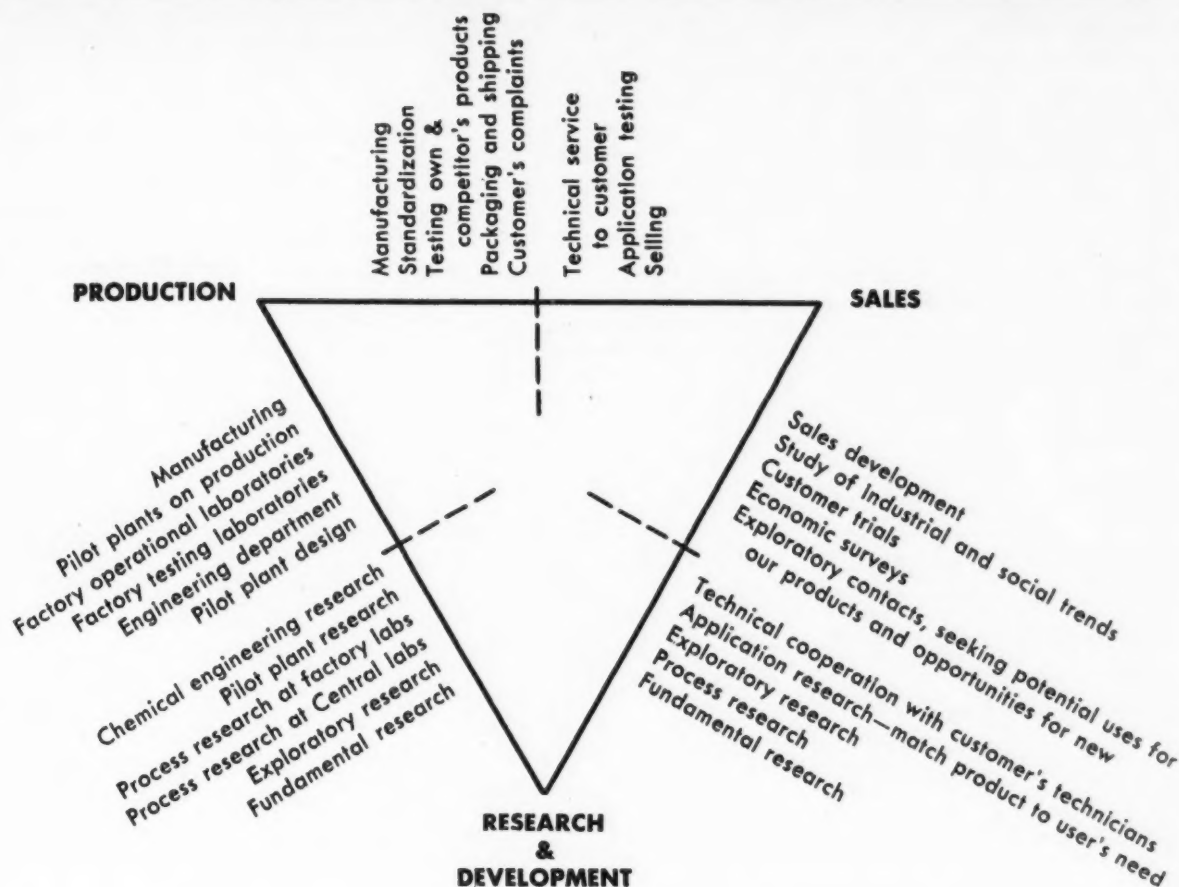 Manufacturing
Standardization
Testing own &
competitor's products
Packaging and shipping
Customer's complaints
Technical service
to customer
Application testing
Selling
PRODUCTION
SALES
Manufacturing
Pilot plants on production
Factory operational laboratories
Factory testing laboratories
Engineering department
Pilot plant design
Chemical engineering research
Pilot plant research
Process research at factory labs
Process research at Central labs
Exploratory research
Fundamental research
Sales development
Study of industrial and social trends
Customer trials
Economic surveys
Exploratory contacts, seeking potential uses for
our products and opportunities for new
Technical cooperation with customer's technicians
Application research—match product to user's need
Exploratory research
Process research
Fundamental research
RESEARCH
&
DEVELOPMENT